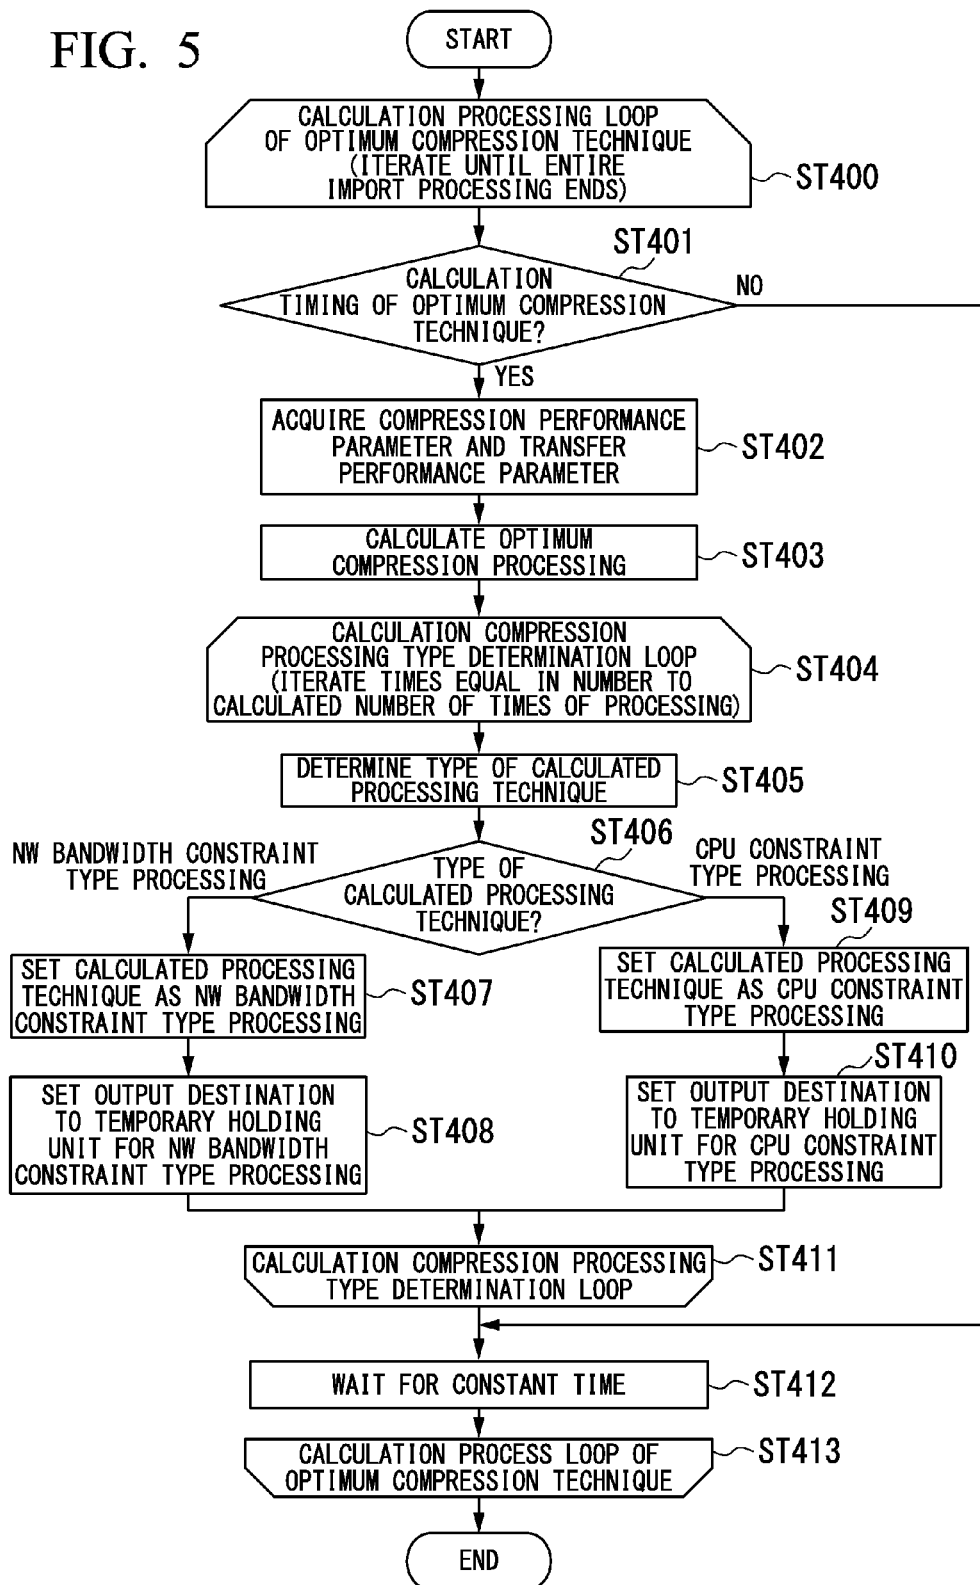 FIG. 5
START
CALCULATION PROCESSING LOOP
OF OPTIMUM COMPRESSION TECHNIQUE
(ITERATE UNTIL ENTIRE
IMPORT PROCESSING ENDS)
ST400
ST401
CALCULATION
TIMING OF OPTIMUM COMPRESSION
TECHNIQUE?
NO
YES
ACQUIRE COMPRESSION PERFORMANCE
PARAMETER AND TRANSFER
PERFORMANCE PARAMETER
ST402
CALCULATE OPTIMUM
COMPRESSION PROCESSING
ST403
CALCULATION COMPRESSION
PROCESSING TYPE DETERMINATION LOOP
(ITERATE TIMES EQUAL IN NUMBER TO
CALCULATED NUMBER OF TIMES OF PROCESSING)
ST404
DETERMINE TYPE OF CALCULATED
PROCESSING TECHNIQUE
ST405
ST406
NW BANDWIDTH CONSTRAINT
TYPE PROCESSING
TYPE OF
CALCULATED PROCESSING
TECHNIQUE?
CPU CONSTRAINT
TYPE PROCESSING
SET CALCULATED PROCESSING
TECHNIQUE AS NW BANDWIDTH
CONSTRAINT TYPE PROCESSING
ST407
ST409
SET CALCULATED PROCESSING
TECHNIQUE AS CPU CONSTRAINT
TYPE PROCESSING
SET OUTPUT DESTINATION
TO TEMPORARY HOLDING
UNIT FOR NW BANDWIDTH
CONSTRAINT TYPE PROCESSING
ST408
ST410
SET OUTPUT DESTINATION
TO TEMPORARY HOLDING
UNIT FOR CPU CONSTRAINT
TYPE PROCESSING
CALCULATION COMPRESSION PROCESSING
TYPE DETERMINATION LOOP
ST411
WAIT FOR CONSTANT TIME
ST412
CALCULATION PROCESS LOOP OF
OPTIMUM COMPRESSION TECHNIQUE
ST413
END